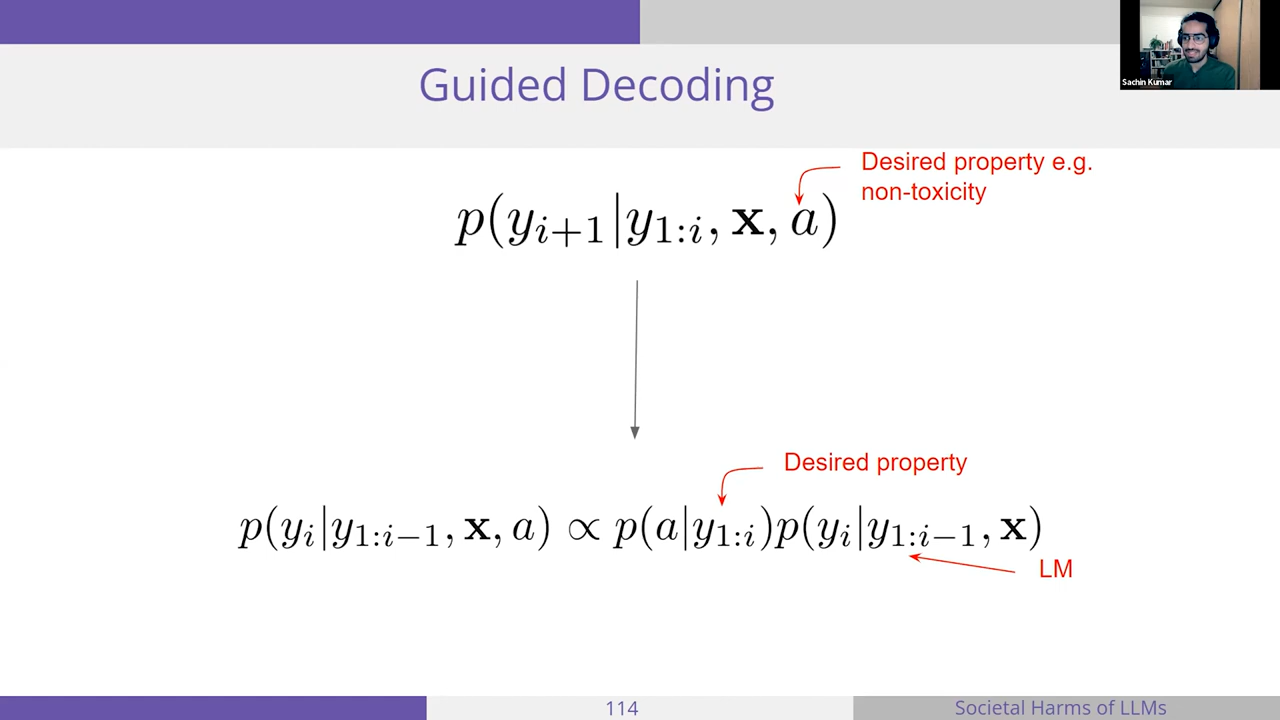 Sachin Kumar
Guided Decoding
Desired property e.g.
non-toxicity
p(y_{i+1}|y_{1:i}, x, a)
Desired property
p(y_i|y_{1:i−1}, x, a) ∝ p(a|y_{1:i})p(y_i|y_{1:i−1}, x)
LM
114
Societal Harms of LLMs